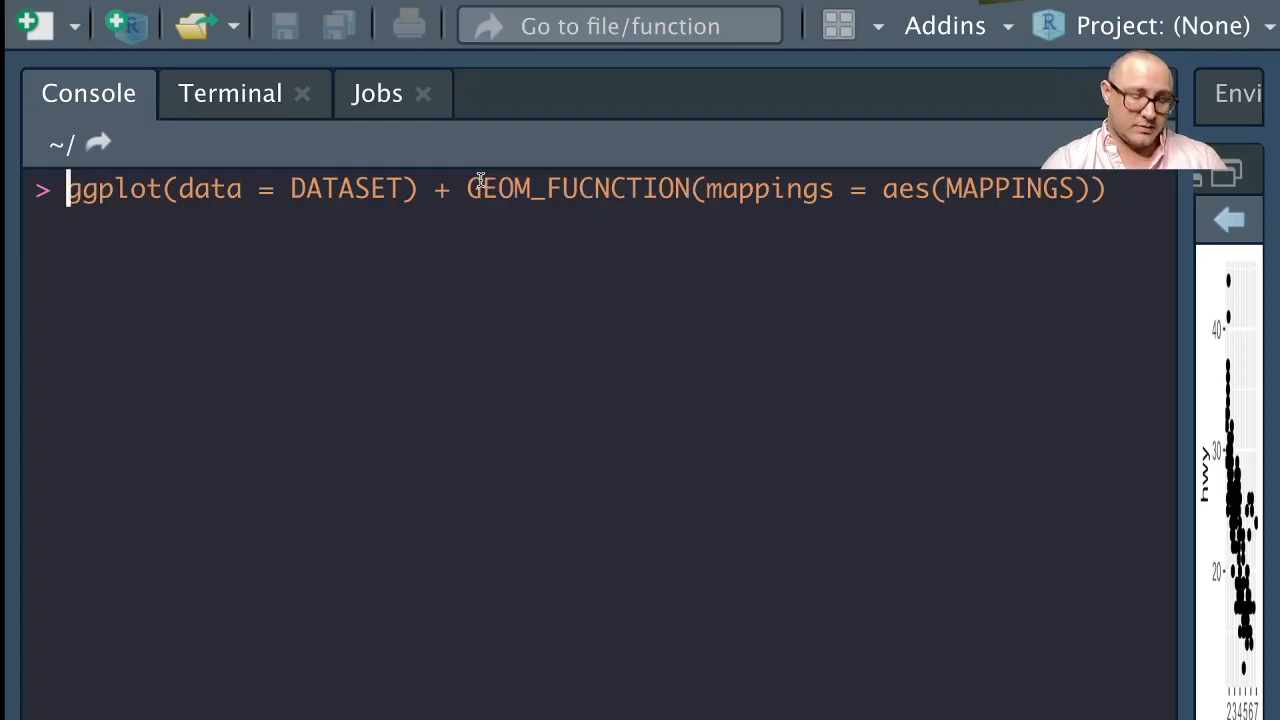 Go to file/function
Addins
Project: (None)
Console
Terminal
Jobs
Envi
~/
> ggplot(data = DATASET) + GEOM_FUCNCTION(mappings = aes(MAPPINGS))
40
30
hwy
20
234567